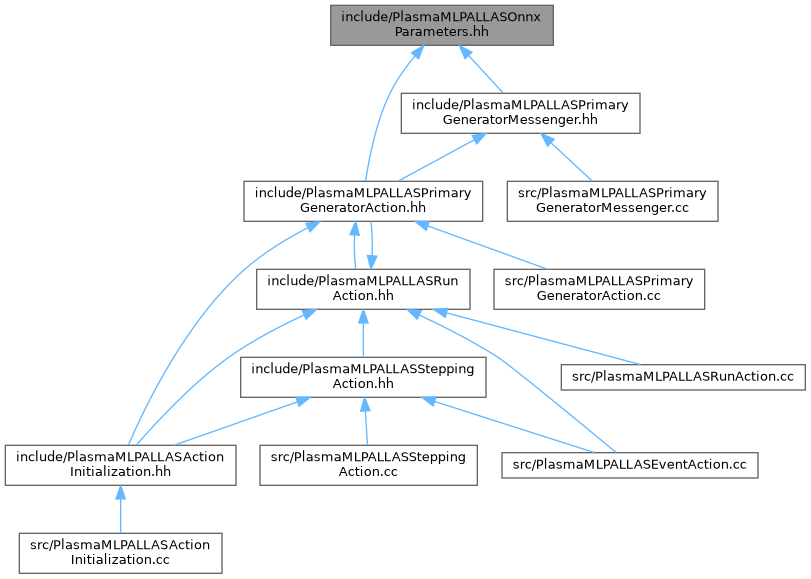 include/PlasmaMLPALLASOnnx
Parameters.hh
include/PlasmaMLPALLASPrimary
GeneratorMessenger.hh
include/PlasmaMLPALLASPrimary
GeneratorAction.hh
src/PlasmaMLPALLASPrimary
GeneratorMessenger.cc
include/PlasmaMLPALLASRun
Action.hh
src/PlasmaMLPALLASPrimary
GeneratorAction.cc
include/PlasmaMLPALLASStepping
Action.hh
src/PlasmaMLPALLASRunAction.cc
include/PlasmaMLPALLASAction
Initialization.hh
src/PlasmaMLPALLASStepping
Action.cc
src/PlasmaMLPALLASEventAction.cc
src/PlasmaMLPALLASAction
Initialization.cc